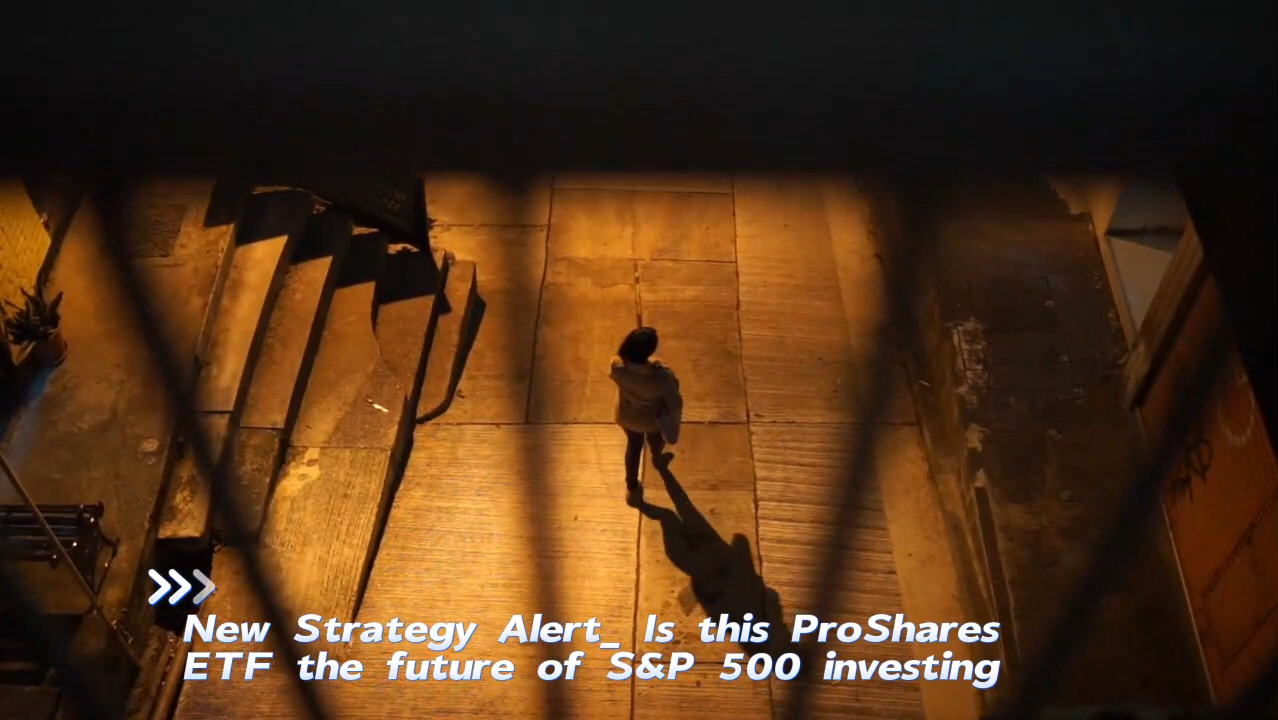 New Strategy Alert_ Is this ProShares
ETF the future of S&P 500 investing